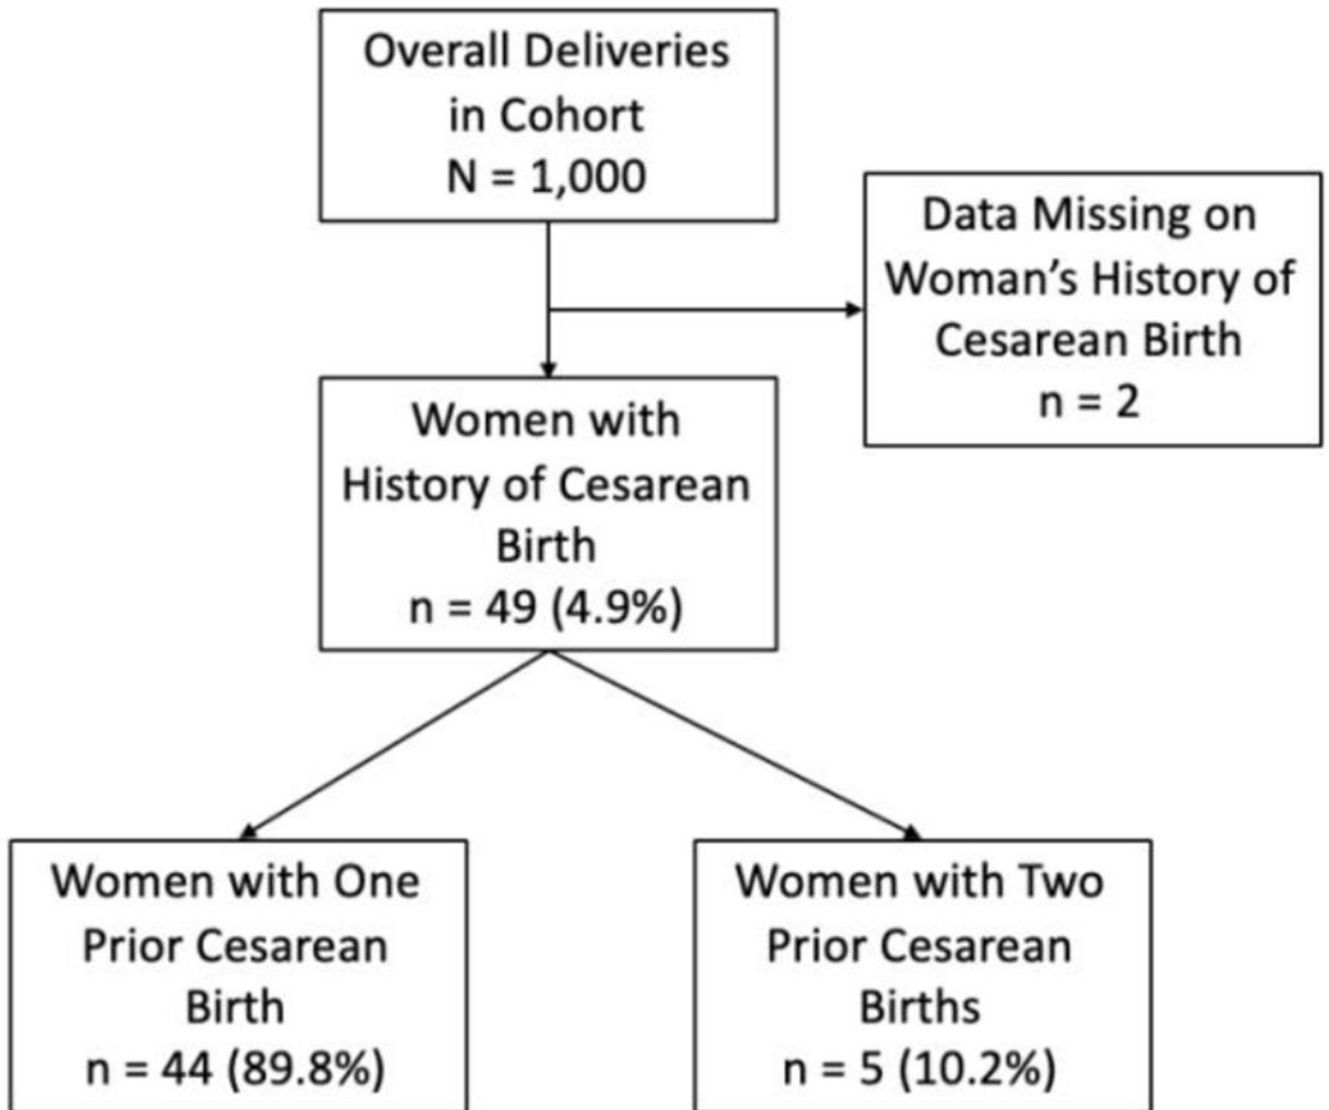 Overall Deliveries
in Cohort
N = 1,000
Data Missing on
Woman’s History of
Cesarean Birth
n = 2
Women with
History of Cesarean
Birth
n = 49 (4.9%)
Women with One
Prior Cesarean
Birth
n = 44 (89.8%)
Women with Two
Prior Cesarean
Births
n = 5 (10.2%)